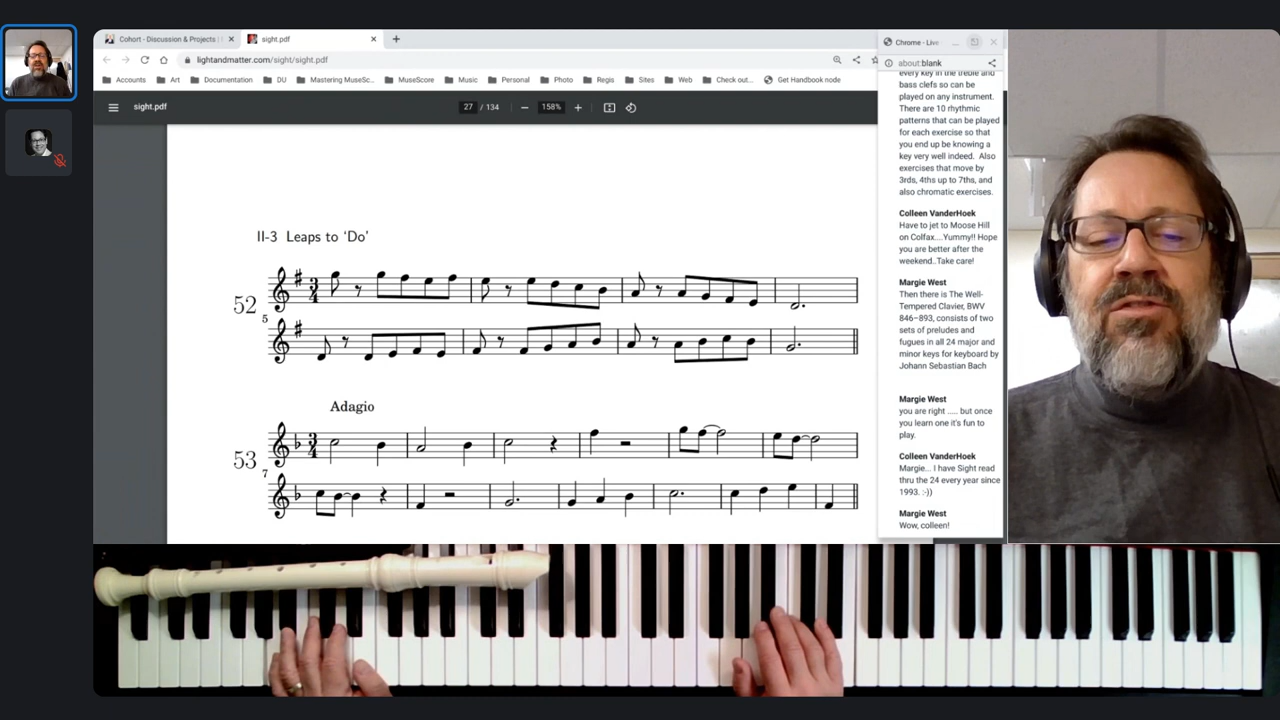 Cohort - Discussion & Projects |
sight.pdf
lightandmatter.com/sight/sight.pdf
Accounts
Art
Documentation
DU
Mastering MuseSc...
MuseScore
Music
Personal
Photo
Regis
Sites
Web
Check out...
Get Handbook node
sight.pdf
27 / 134
158%
II-3 Leaps to ‘Do’
3
4
52
5
Adagio
3
4
53
7
Chrome - Live
about:blank
every key in the treble and
bass clefs so can be
played on any instrument.
There are 10 rhythmic
patterns that can be played
for each exercise so that
you end up be knowing a
key very well indeed. Also
exercises that move by
3rds, 4ths up to 7ths, and
also chromatic exercises.
Colleen VanderHoek
Have to jet to Moose Hill
on Colfax....Yummy!! Hope
you are better after the
weekend..Take care!
Margie West
Then there is The Well-
Tempered Clavier, BWV
846–893, consists of two
sets of preludes and
fugues in all 24 major and
minor keys for keyboard by
Johann Sebastian Bach
Margie West
you are right ..... but once
you learn one it's fun to
play.
Colleen VanderHoek
Margie... I have Sight read
thru the 24 every year since
1993. :-))
Margie West
Wow, colleen!